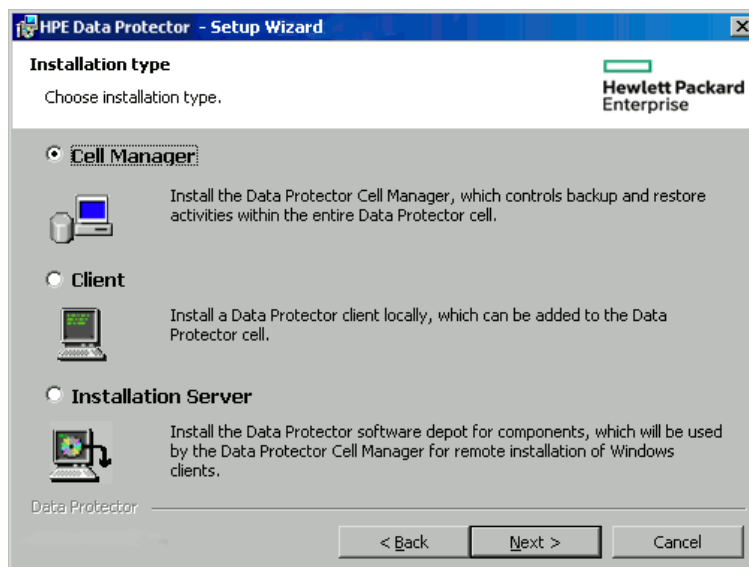 HPE Data Protector - Setup Wizard
Installation type
Choose installation type.
Hewlett Packard
Enterprise
Cell Manager
Install the Data Protector Cell Manager, which controls backup and restore
activities within the entire Data Protector cell.
Client
Install a Data Protector client locally, which can be added to the Data
Protector cell.
Installation Server
Install the Data Protector software depot for components, which will be used
by the Data Protector Cell Manager for remote installation of Windows
clients.
Data Protector
< Back
Next >
Cancel